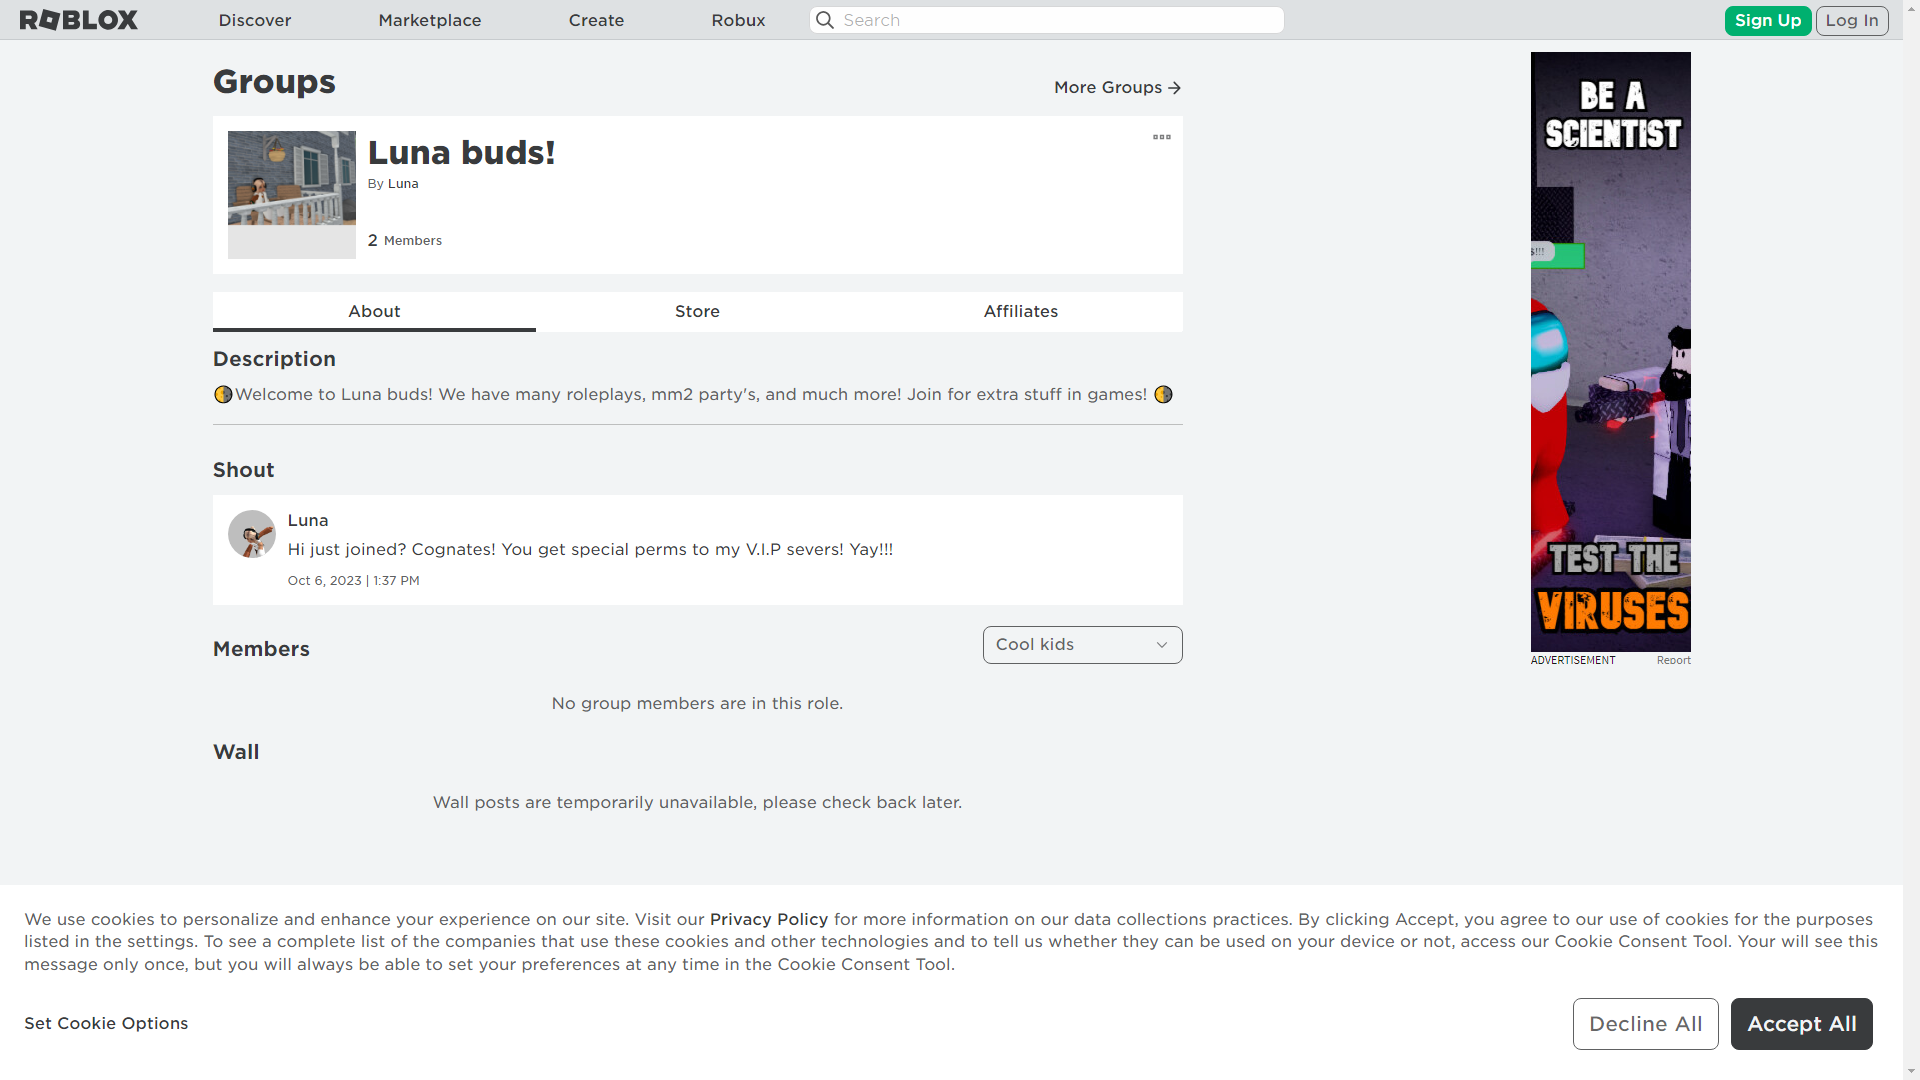 ROBLOX
Discover
Marketplace
Create
Robux
Search
Sign Up
Log In
Groups
More Groups
Luna buds!
By Luna
2 Members
About
Store
Affiliates
Description
🌗Welcome to Luna buds! We have many roleplays, mm2 party's, and much more! Join for extra stuff in games! 🌗
Shout
Luna
Hi just joined? Cognates! You get special perms to my V.I.P severs! Yay!!!
Oct 6, 2023 | 1:37 PM
Members
Cool kids
No group members are in this role.
Wall
Wall posts are temporarily unavailable, please check back later.
BE A
SCIENTIST
TEST THE
VIRUSES
ADVERTISEMENT
Report
We use cookies to personalize and enhance your experience on our site. Visit our Privacy Policy for more information on our data collections practices. By clicking Accept, you agree to our use of cookies for the purposes
listed in the settings. To see a complete list of the companies that use these cookies and other technologies and to tell us whether they can be used on your device or not, access our Cookie Consent Tool. Your will see this
message only once, but you will always be able to set your preferences at any time in the Cookie Consent Tool.
Set Cookie Options
Decline All
Accept All